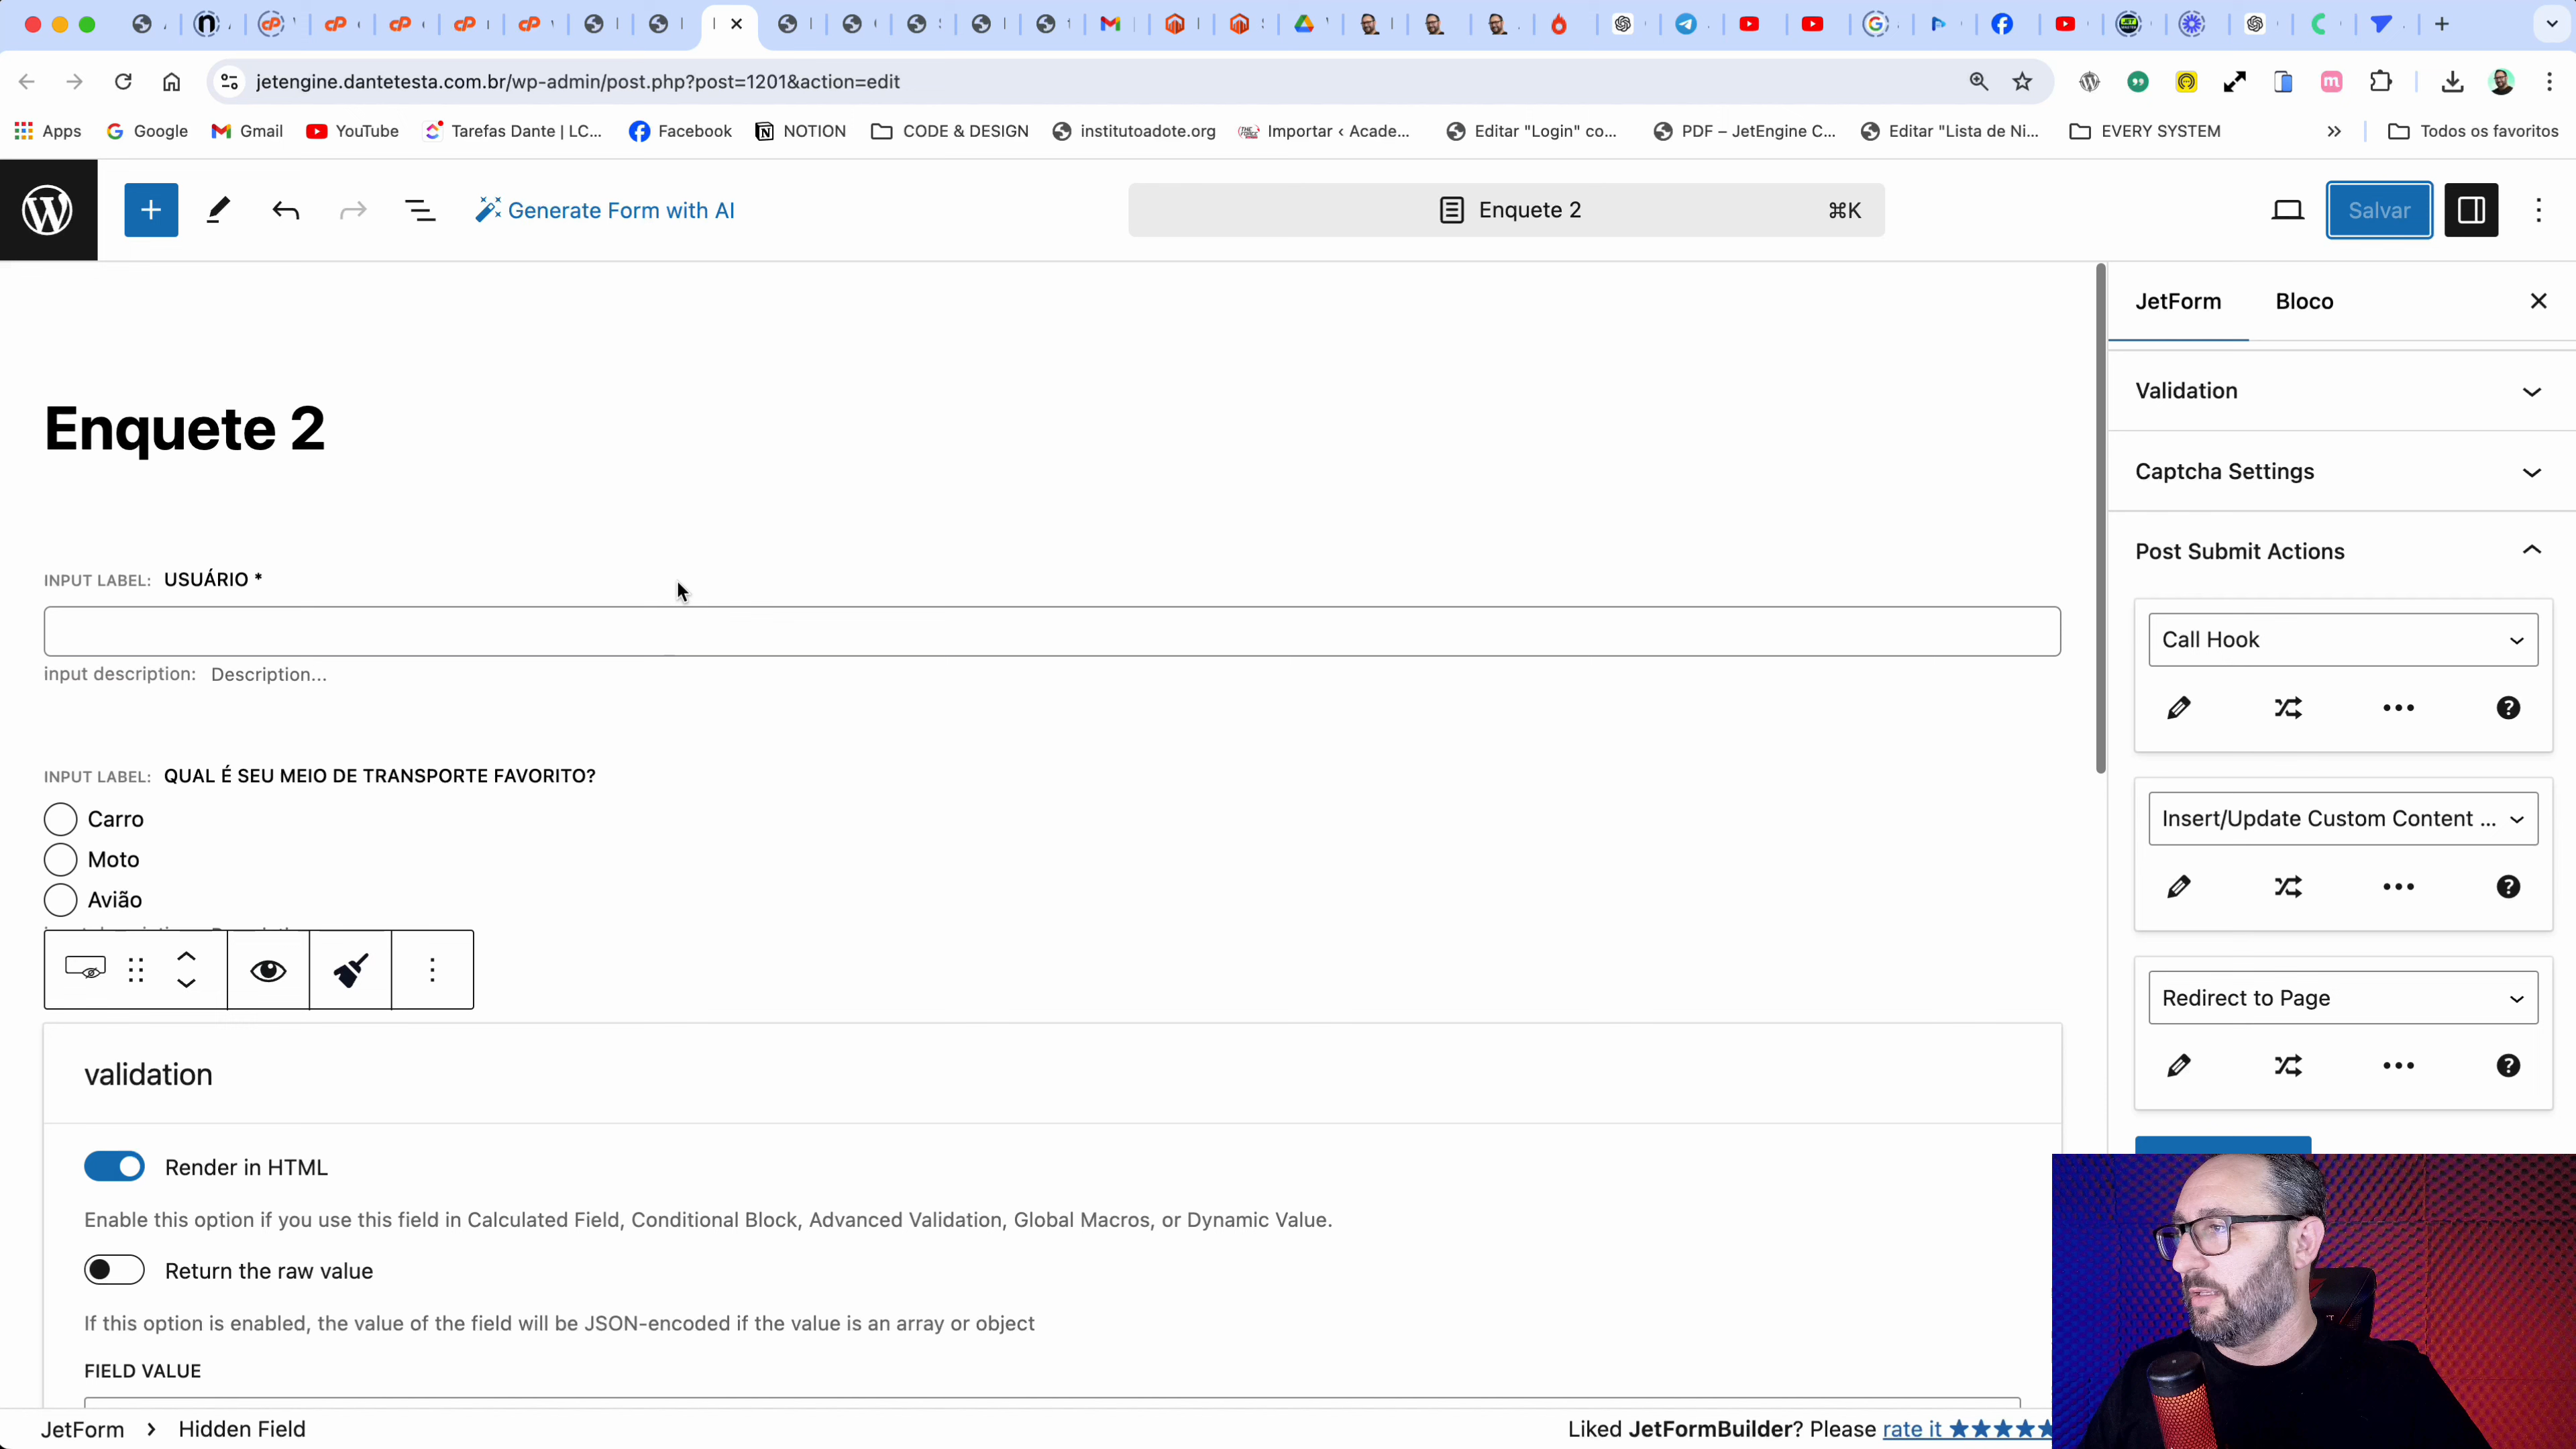 jetengine.dantetesta.com.br/wp-admin/post.php?post=1201&action=edit
Apps Google Gmail YouTube Tarefas Dante | LC... Facebook NOTION CODE & DESIGN institutoadote.org Importar ‹ Acade... Editar "Login" co... PDF – JetEngine C... Editar "Lista de Ni... EVERY SYSTEM » Todos os favoritos
Generate Form with AI
Enquete 2 ⌘K
Salvar
JetForm Bloco
Validation
Captcha Settings
Post Submit Actions
Call Hook
Insert/Update Custom Content ...
Redirect to Page
Enquete 2
INPUT LABEL: USUÁRIO *
input description: Description...
INPUT LABEL: QUAL É SEU MEIO DE TRANSPORTE FAVORITO?
Carro
Moto
Avião
validation
Render in HTML
Enable this option if you use this field in Calculated Field, Conditional Block, Advanced Validation, Global Macros, or Dynamic Value.
Return the raw value
If this option is enabled, the value of the field will be JSON-encoded if the value is an array or object
FIELD VALUE
JetForm › Hidden Field
Liked JetFormBuilder? Please rate it ★★★★★